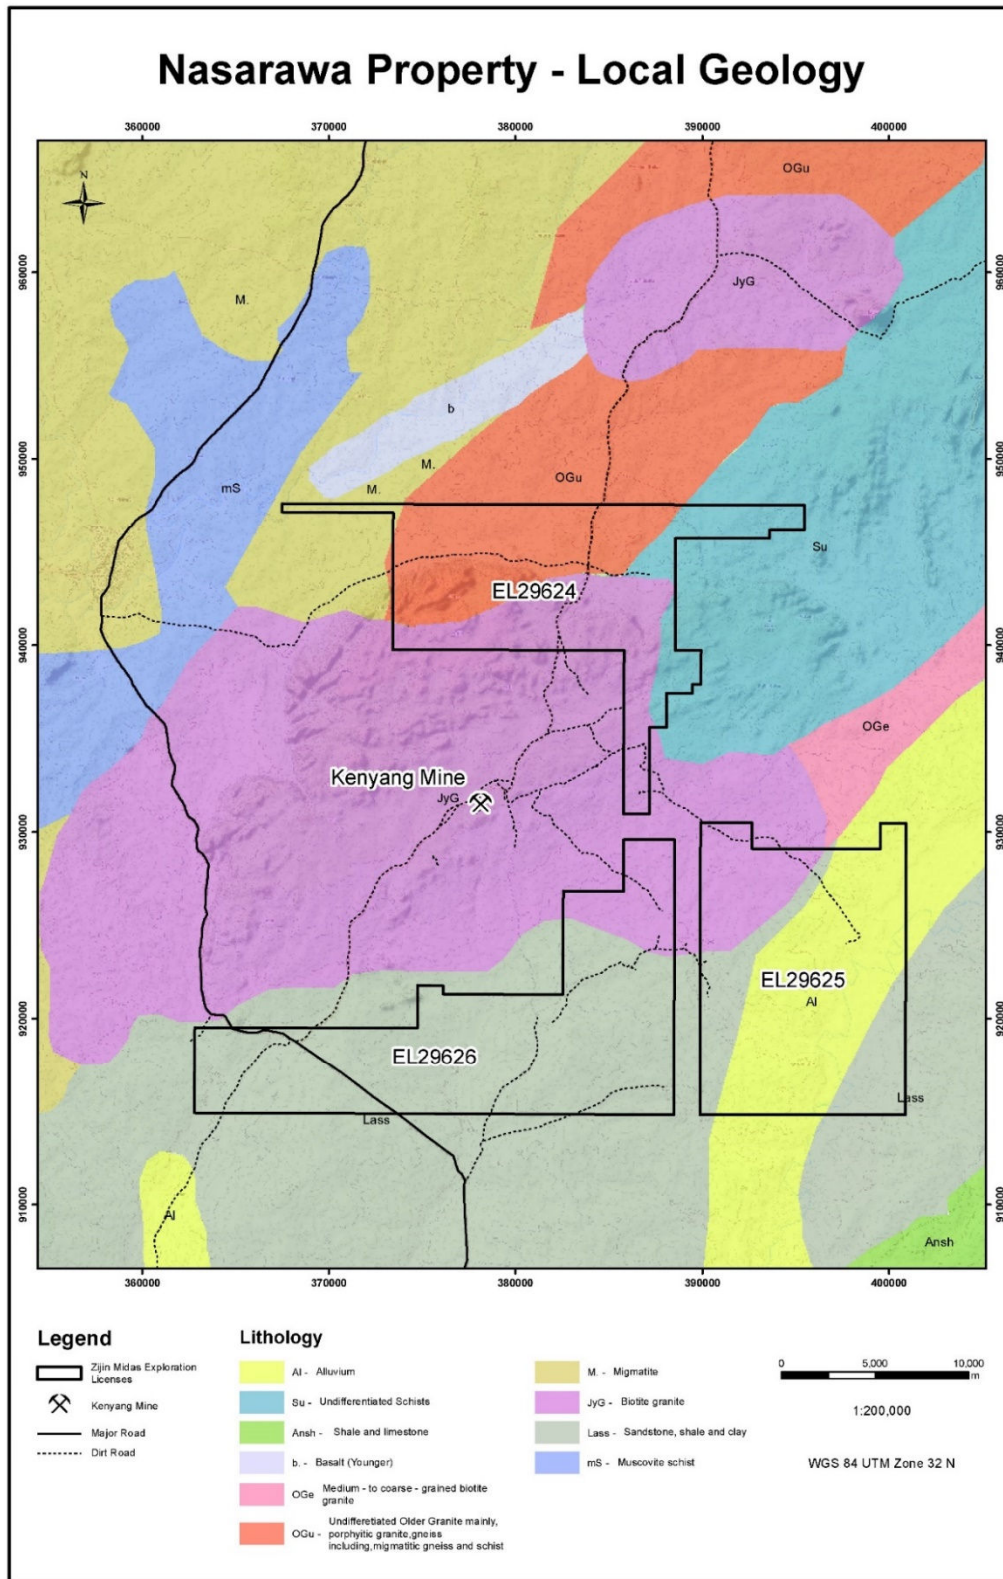 Nasarawa Property - Local Geology
360000 370000 380000 390000 400000
N
OGu
960000 960000
JyG
M.
b
950000 950000
M.
OGu
mS
M.
Su
EL29624
940000 940000
OGe
Kenyang Mine
JyG
930000 930000
EL29625
Al
920000 920000
EL29626
Lass
Lass
910000 910000
Al
Ansh
360000 370000 380000 390000 400000
Legend
Zijin Midas Exploration
Licenses
Kenyang Mine
Major Road
Dirt Road
Lithology
Al - Alluvium
Su - Undifferentiated Schists
Ansh - Shale and limestone
b. - Basalt (Younger)
OGe Medium - to coarse - grained biotite
granite
OGu - Undifferetiated Older Granite mainly,
porphyitic granite,gneiss
including,migmatitic gneiss and schist
M. - Migmatite
JyG - Biotite granite
Lass - Sandstone, shale and clay
mS - Muscovite schist
0 5,000 10,000
m
1:200,000
WGS 84 UTM Zone 32 N